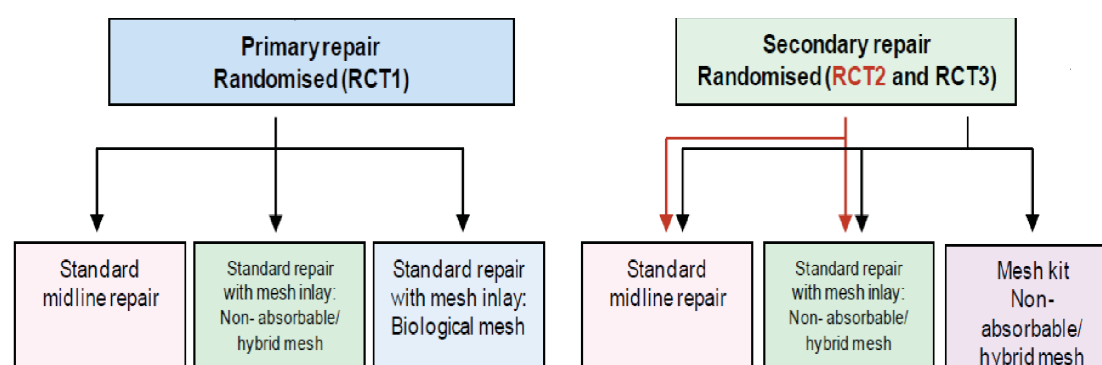 Primary repair
Randomised (RCT1)
Secondary repair
Randomised (RCT2 and RCT3)
Standard
midline repair
Standard repair
with mesh inlay:
Non- absorbable/
hybrid mesh
Standard repair
with mesh inlay:
Biological mesh
Standard
midline repair
Standard repair
with mesh inlay:
Non- absorbable/
hybrid mesh
Mesh kit
Non-
absorbable/
hybrid mesh